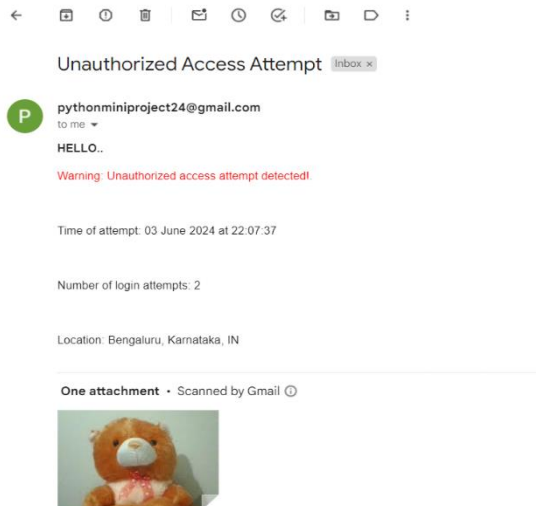 Unauthorized Access Attempt Inbox ×
P
pythonminiproject24@gmail.com
to me
HELLO..
Warning: Unauthorized access attempt detected!
Time of attempt: 03 June 2024 at 22:07:37
Number of login attempts: 2
Location: Bengaluru, Karnataka, IN
One attachment • Scanned by Gmail